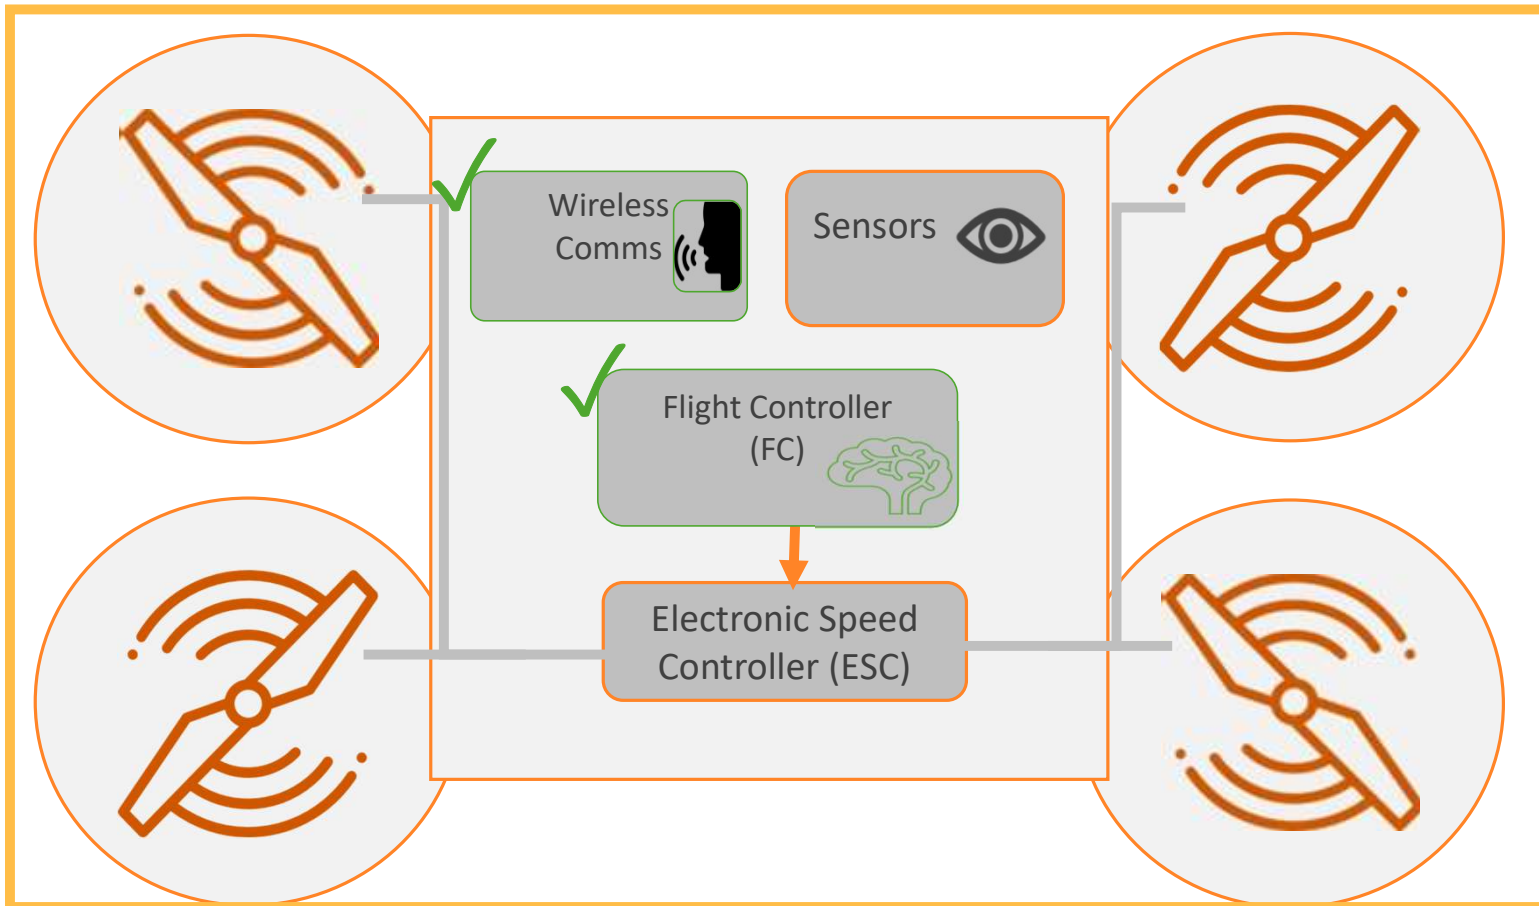 Wireless
Comms
Sensors
Flight Controller
(FC)
Electronic Speed
Controller (ESC)